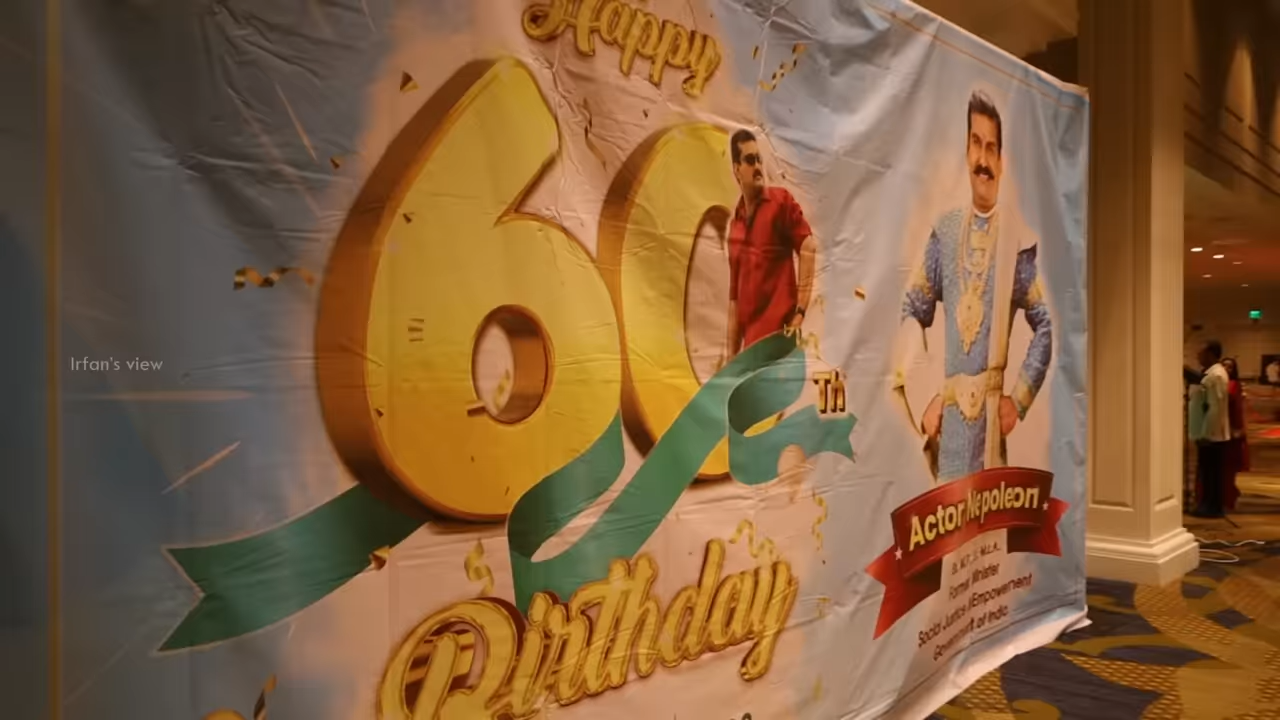 Happy
60
Th
Birthday
Irfan's view
Actor Napoleon
Former Minister
Social Justice & Empowerment
Government of India